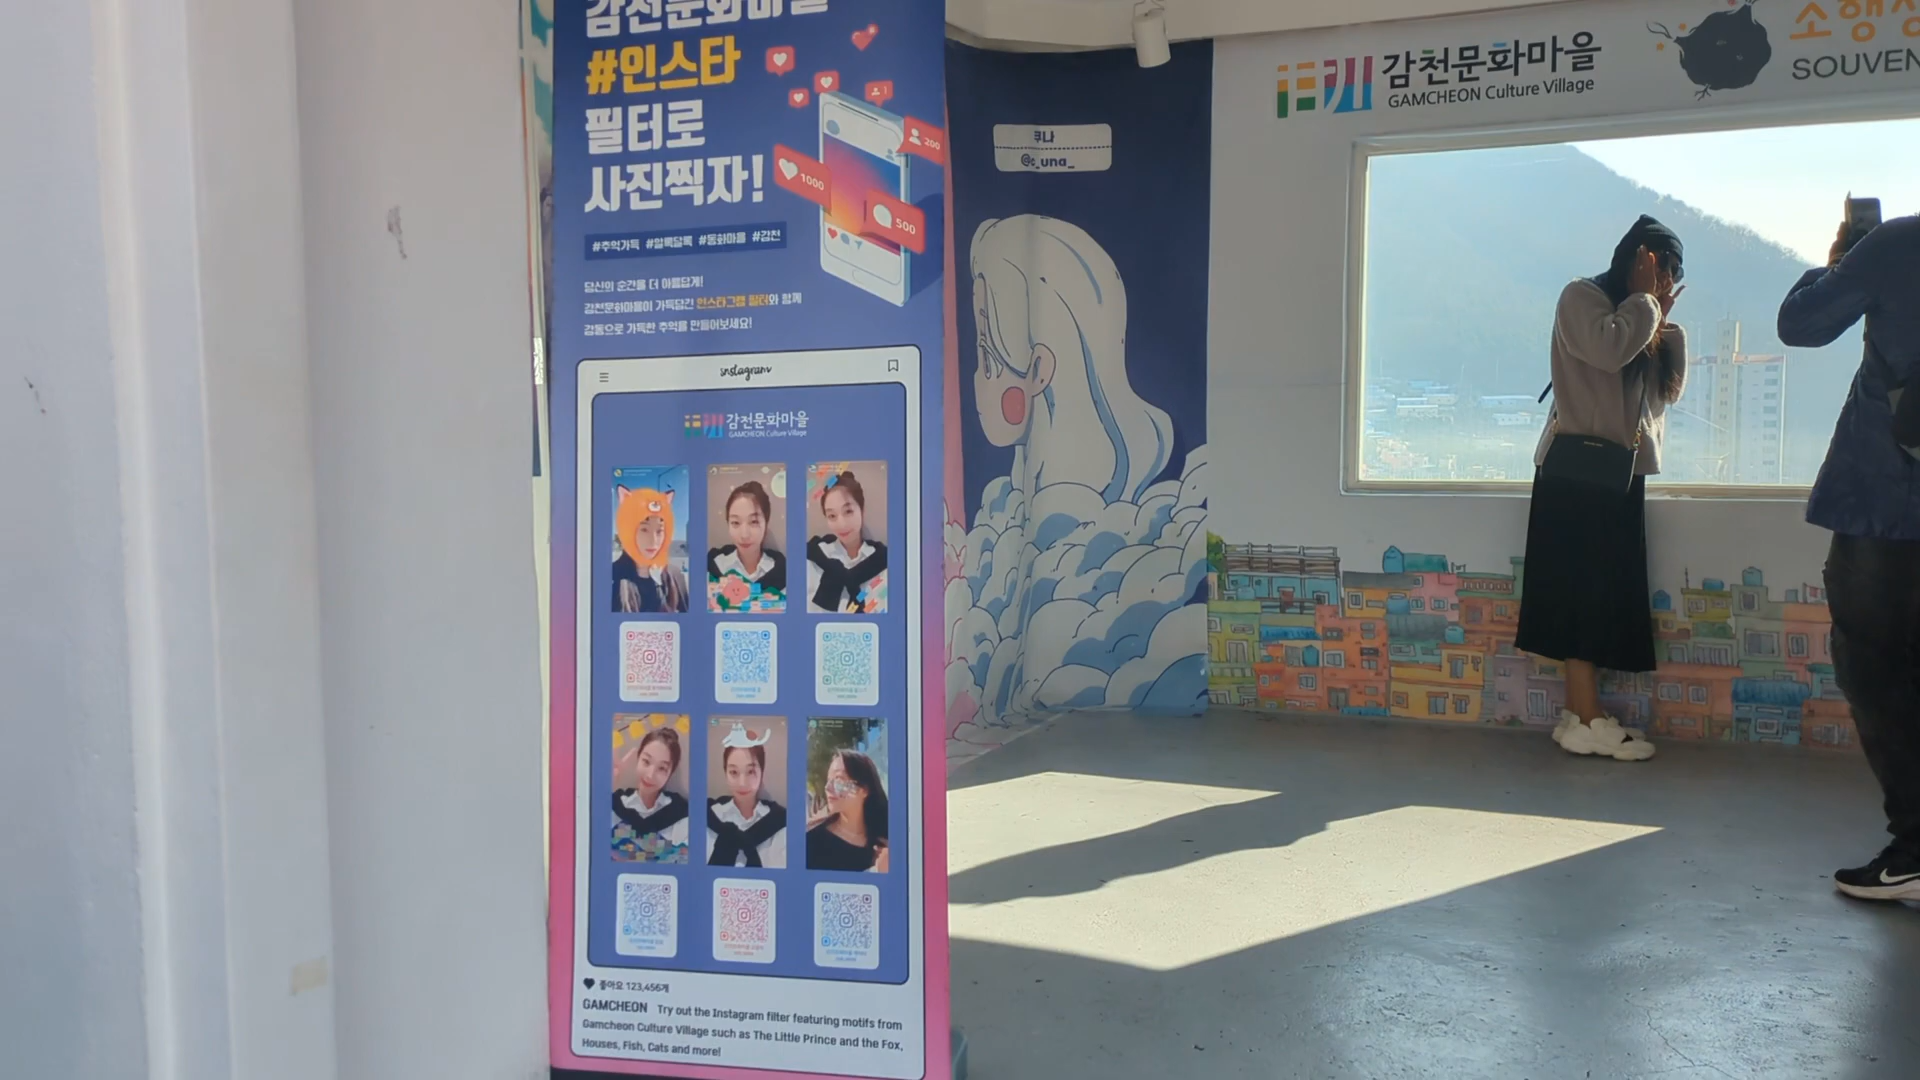 감천문화마을
#인스타
필터로
사진찍자!
#추억가득 #알록달록 #동화마을 #감천
당신의 순간을 더 아름답게!
감천문화마을이 가득담긴 인스타그램 필터와 함께
감동으로 가득한 추억을 만들어보세요!
1000
200
1
500
instagram
감천문화마을
GAMCHEON Culture Village
좋아요 123,456개
GAMCHEON Try out the Instagram filter featuring motifs from
Gamcheon Culture Village such as The Little Prince and the Fox,
Houses, Fish, Cats and more!
쿠나
감천문화마을
GAMCHEON Culture Village
소행성
SOUVEN